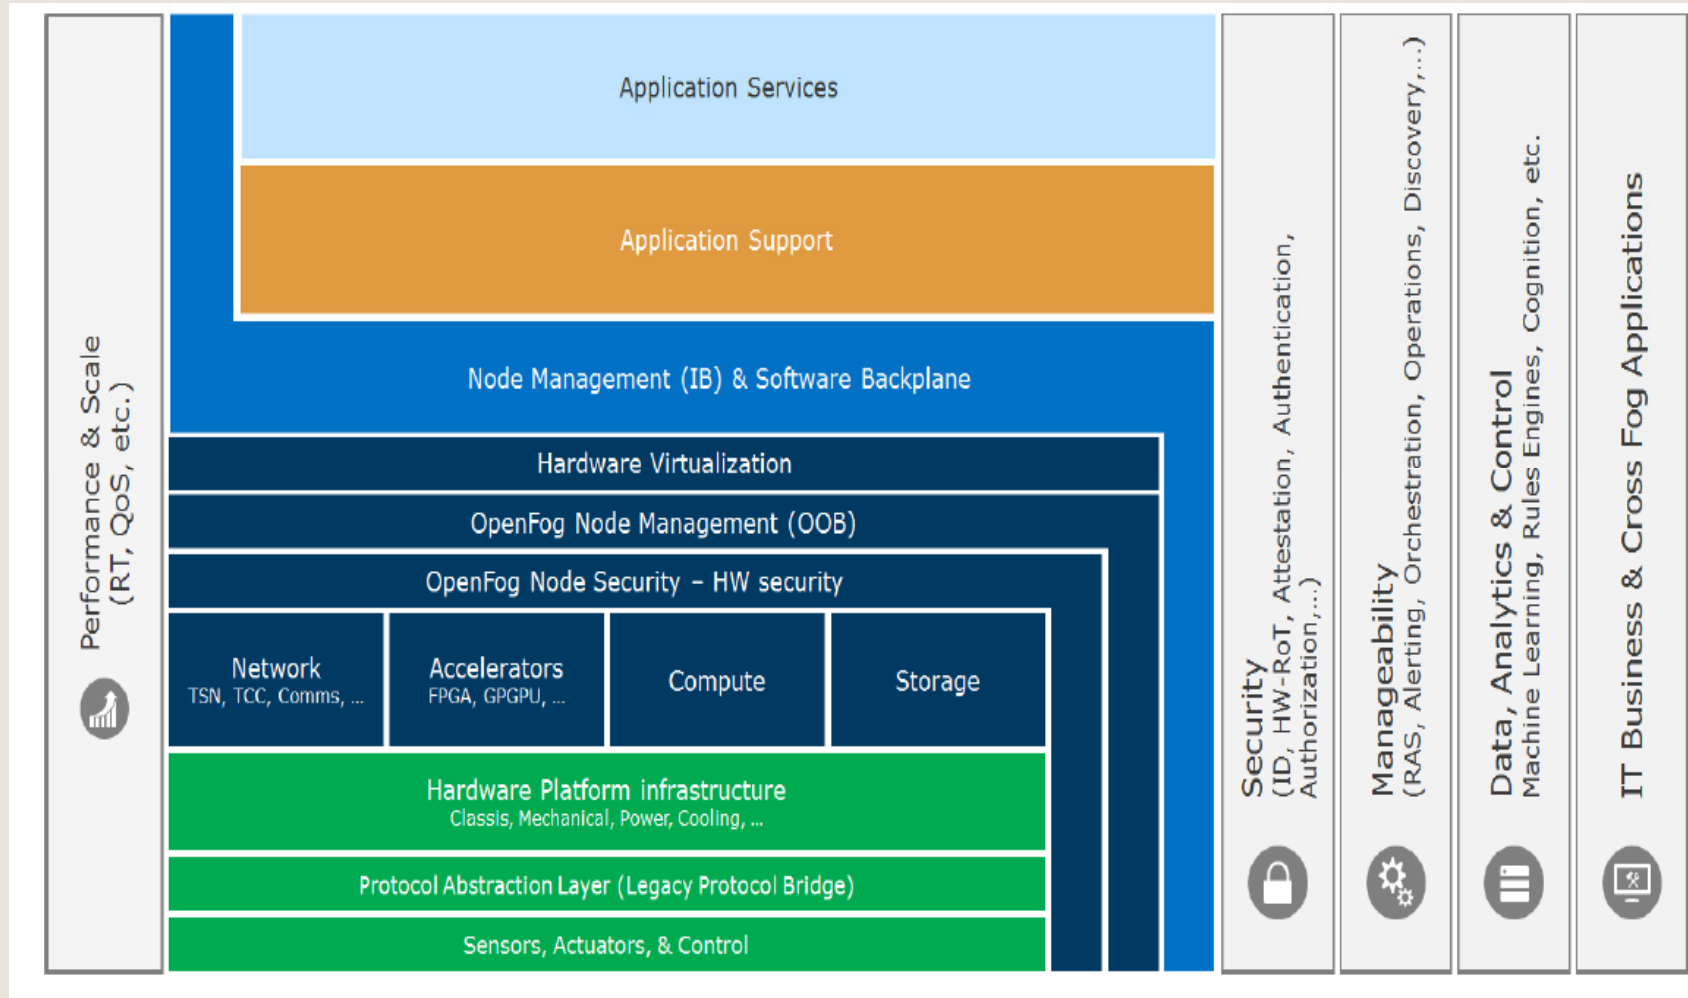 Performance & Scale
(RT, QoS, etc.)
Application Services
Application Support
Node Management (IB) & Software Backplane
Hardware Virtualization
OpenFog Node Management (OOB)
OpenFog Node Security – HW security
Network
TSN, TCC, Comms, ...
Accelerators
FPGA, GPGPU, ...
Compute
Storage
Hardware Platform infrastructure
Classis, Mechanical, Power, Cooling, ...
Protocol Abstraction Layer (Legacy Protocol Bridge)
Sensors, Actuators, & Control
Security
(ID, HW-RoT, Attestation, Authentication,
Authorization,...)
Manageability
(RAS, Alerting, Orchestration, Operations, Discovery,...)
Data, Analytics & Control
Machine Learning, Rules Engines, Cognition, etc.
IT Business & Cross Fog Applications